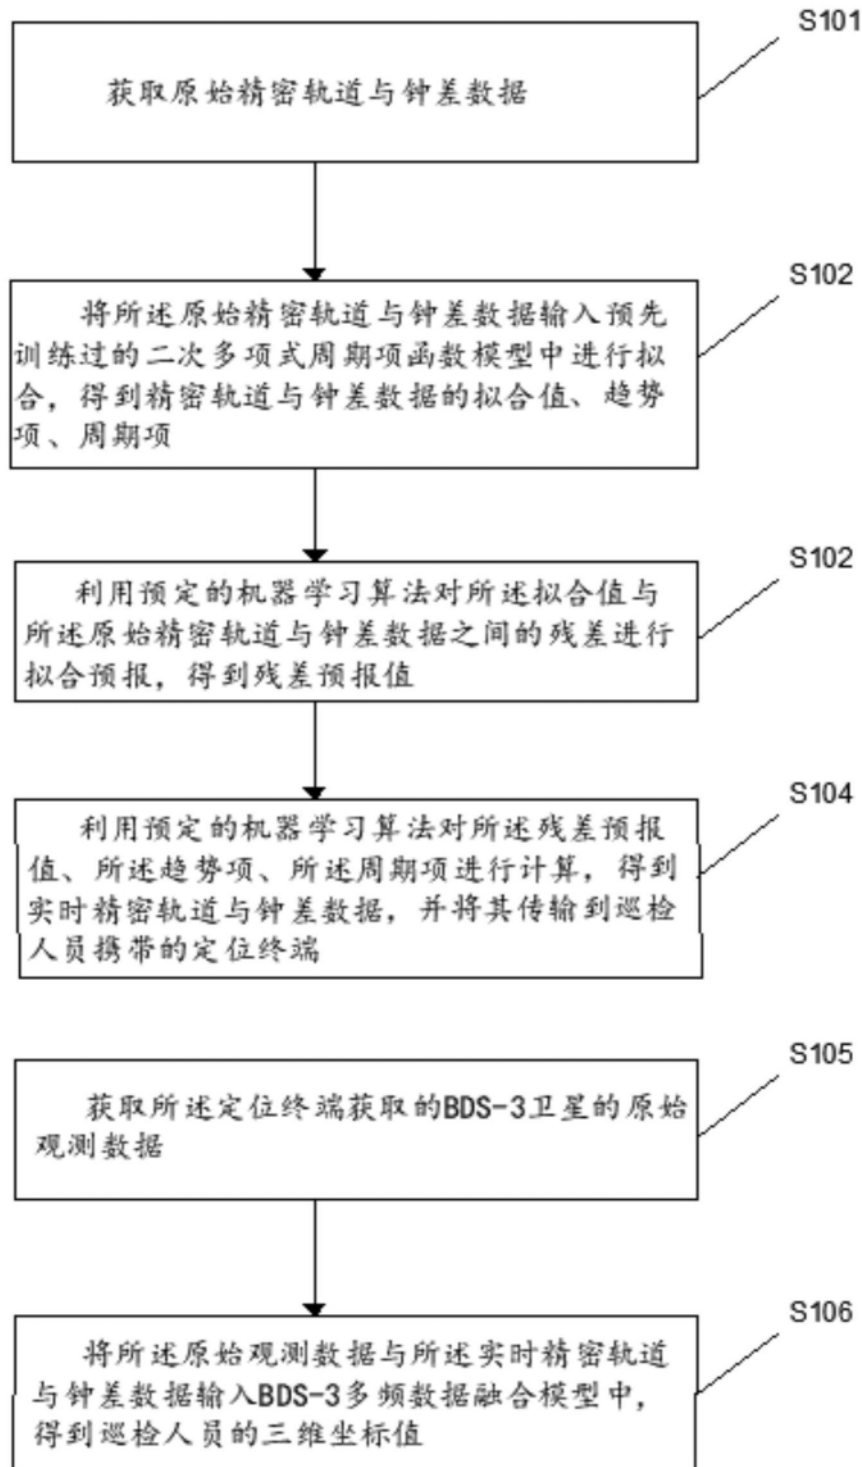 S101
获取原始精密轨道与钟差数据
S102
将所述原始精密轨道与钟差数据输入预先
训练过的二次多项式周期项函数模型中进行拟
合，得到精密轨道与钟差数据的拟合值、趋势
项、周期项
S102
利用预定的机器学习算法对所述拟合值与
所述原始精密轨道与钟差数据之间的残差进行
拟合预报，得到残差预报值
S104
利用预定的机器学习算法对所述残差预报
值、所述趋势项、所述周期项进行计算，得到
实时精密轨道与钟差数据，并将其传输到巡检
人员携带的定位终端
S105
获取所述定位终端获取的BDS-3卫星的原始
观测数据
S106
将所述原始观测数据与所述实时精密轨道
与钟差数据输入BDS-3多频数据融合模型中，
得到巡检人员的三维坐标值